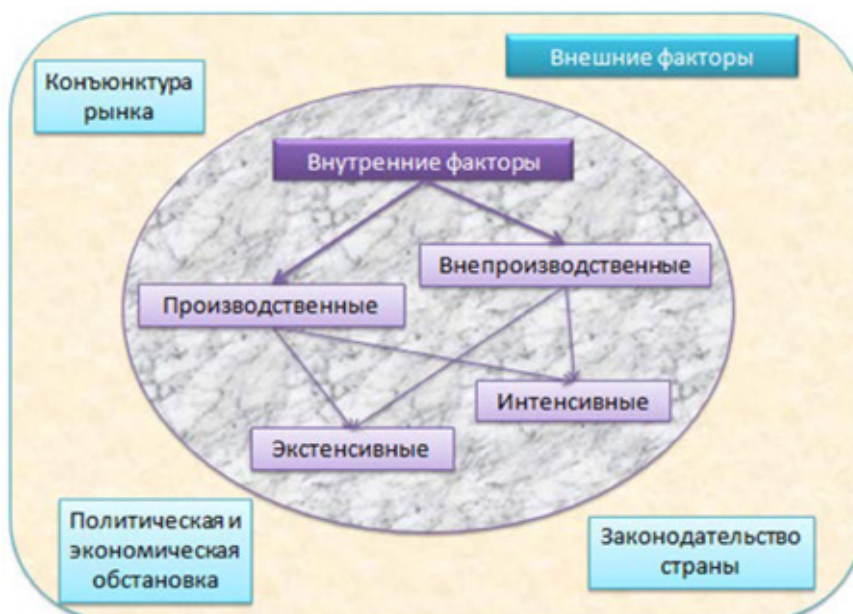 Внешние факторы
Конъюнктура
рынка
Внутренние факторы
Внепроизводственные
Производственные
Интенсивные
Экстенсивные
Политическая и
экономическая
обстановка
Законодательство
страны